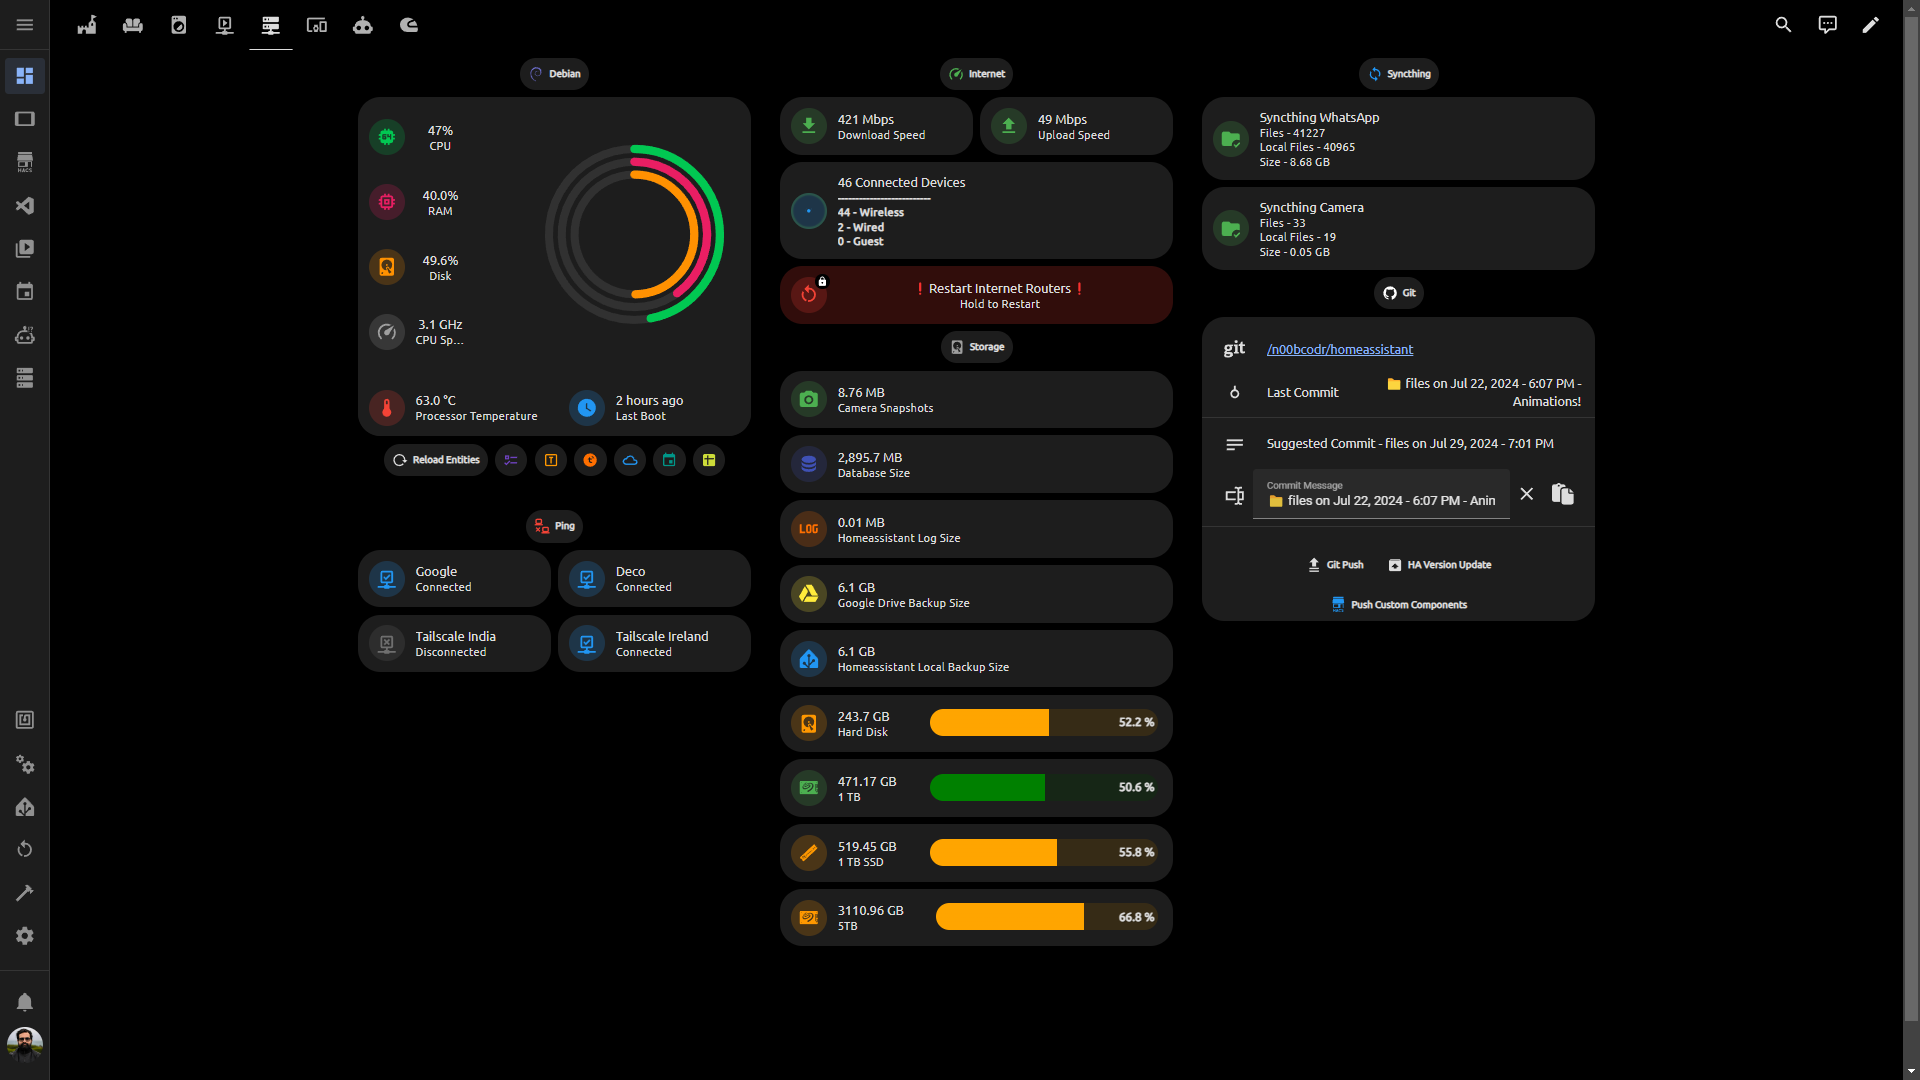 HACS
Debian
64
47%
CPU
40.0%
RAM
49.6%
Disk
3.1 GHz
CPU Sp...
63.0 °C
Processor Temperature
2 hours ago
Last Boot
Reload Entities
Ping
Google
Connected
Deco
Connected
Tailscale India
Disconnected
Tailscale Ireland
Connected
Internet
421 Mbps
Download Speed
49 Mbps
Upload Speed
46 Connected Devices
--------------------------
44 - Wireless
2 - Wired
0 - Guest
❗ Restart Internet Routers ❗
Hold to Restart
Storage
8.76 MB
Camera Snapshots
2,895.7 MB
Database Size
LOG
0.01 MB
Homeassistant Log Size
6.1 GB
Google Drive Backup Size
6.1 GB
Homeassistant Local Backup Size
243.7 GB
Hard Disk
52.2 %
471.17 GB
1 TB
50.6 %
519.45 GB
1 TB SSD
55.8 %
3110.96 GB
5TB
66.8 %
Syncthing
Syncthing WhatsApp
Files - 41227
Local Files - 40965
Size - 8.68 GB
Syncthing Camera
Files - 33
Local Files - 19
Size - 0.05 GB
Git
git
/n00bcodr/homeassistant
Last Commit
📁 files on Jul 22, 2024 - 6:07 PM -
Animations!
Suggested Commit - files on Jul 29, 2024 - 7:01 PM
Commit Message
📁 files on Jul 22, 2024 - 6:07 PM - Anin
Git Push
HA Version Update
HACS
Push Custom Components